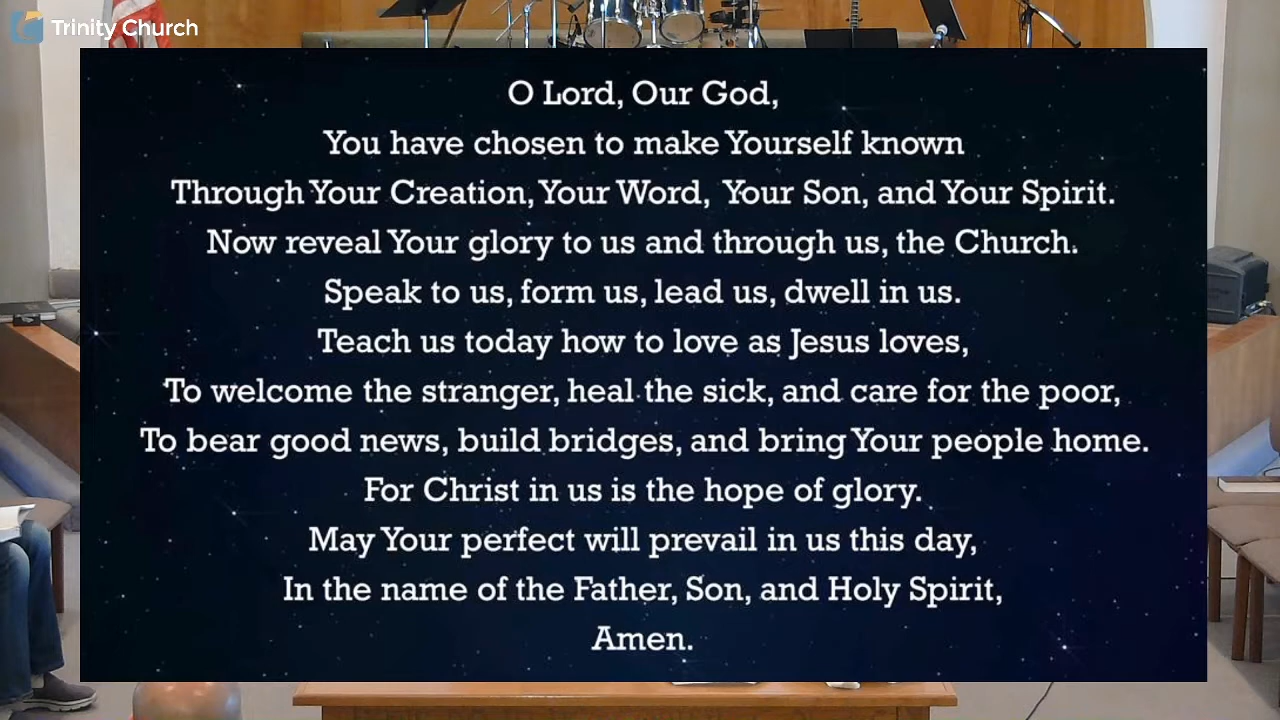 Trinity Church
O Lord, Our God,
You have chosen to make Yourself known
Through Your Creation, Your Word, Your Son, and Your Spirit.
Now reveal Your glory to us and through us, the Church.
Speak to us, form us, lead us, dwell in us.
Teach us today how to love as Jesus loves,
To welcome the stranger, heal the sick, and care for the poor,
To bear good news, build bridges, and bring Your people home.
For Christ in us is the hope of glory.
May Your perfect will prevail in us this day,
In the name of the Father, Son, and Holy Spirit,
Amen.